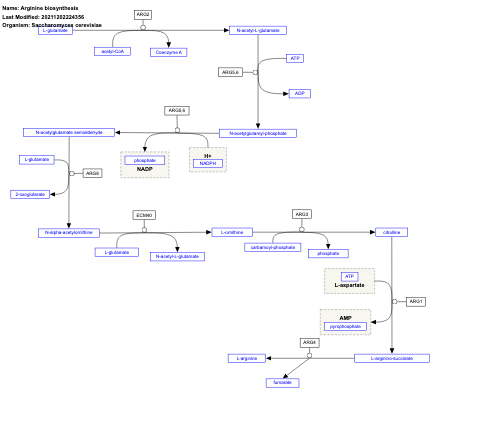 Name: Arginine biosynthesis
Last Modified: 20211202224356
Organism: Saccharomyces cerevisiae
ARG2
L-glutamate
N-acetyl-L-glutamate
acetyl-CoA
Coenzyme A
ATP
ARG5,6
ADP
ARG5,6
N-acetylglutamate semialdehyde
N-acetylglutamyl-phosphate
L-glutamate
phosphate
NADP
H+
NADPH
ARG8
2-oxoglutarate
ECM40
ARG3
N-alpha-acetylornithine
L-ornithine
citrulline
L-glutamate
N-acetyl-L-glutamate
carbamoyl-phosphate
phosphate
ATP
L-aspartate
ARG1
AMP
pyrophosphate
ARG4
L-arginine
L-arginino-succinate
fumarate